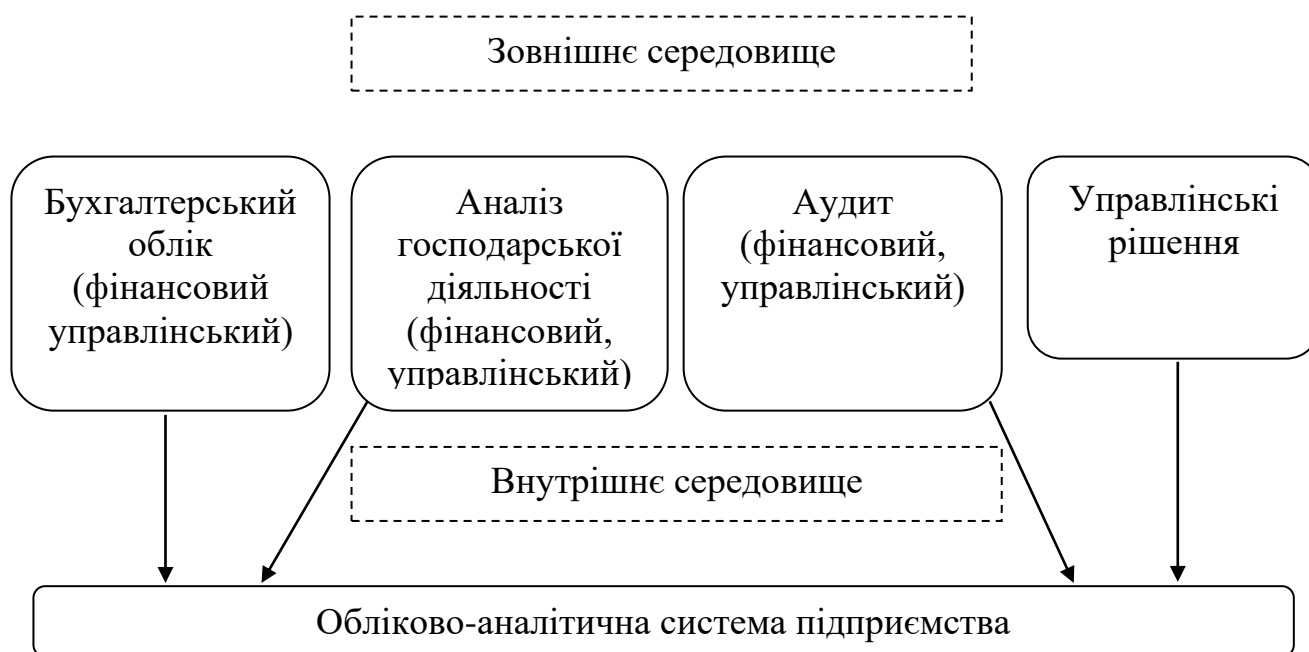 Зовнішнє середовище
Бухгалтерський
облік
(фінансовий
управлінський)
Аналіз
господарської
діяльності
(фінансовий,
управлінський)
Аудит
(фінансовий,
управлінський)
Управлінські
рішення
Внутрішнє середовище
Обліково-аналітична система підприємства